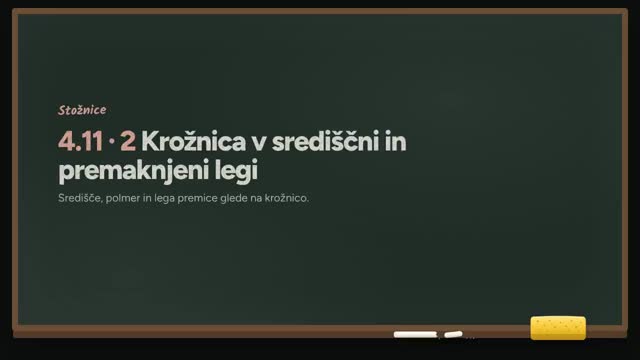 Stožnice
4.11 · 2 Krožnica v središčni in
premaknjeni legi
Središče, polmer in lega premice glede na krožnico.